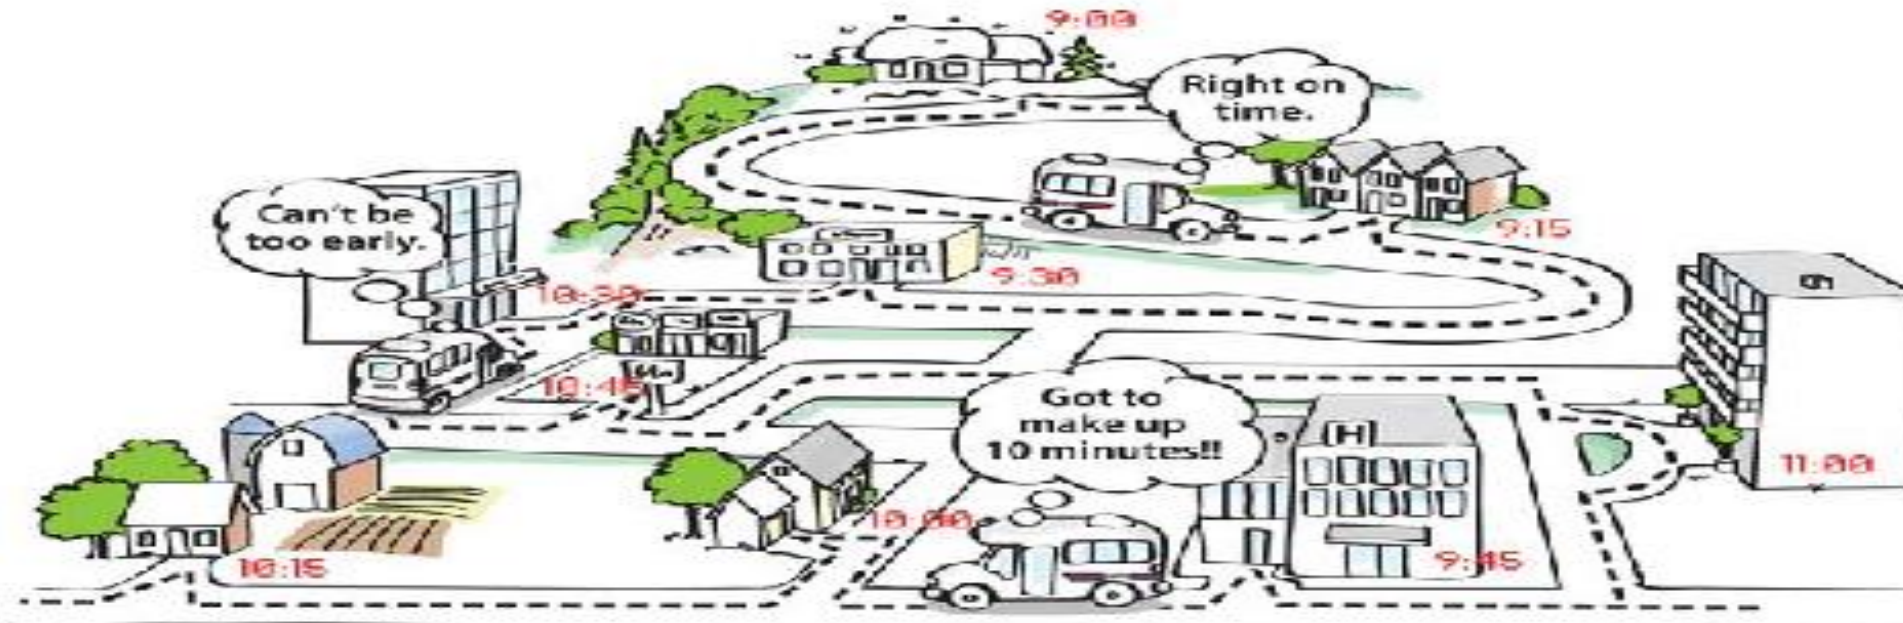 9:00
Right on
time.
9:15
Can't be
too early.
9:30
10:30
10:45
Got to
make up
10 minutes!!
H
11:00
10:00
9:45
10:15